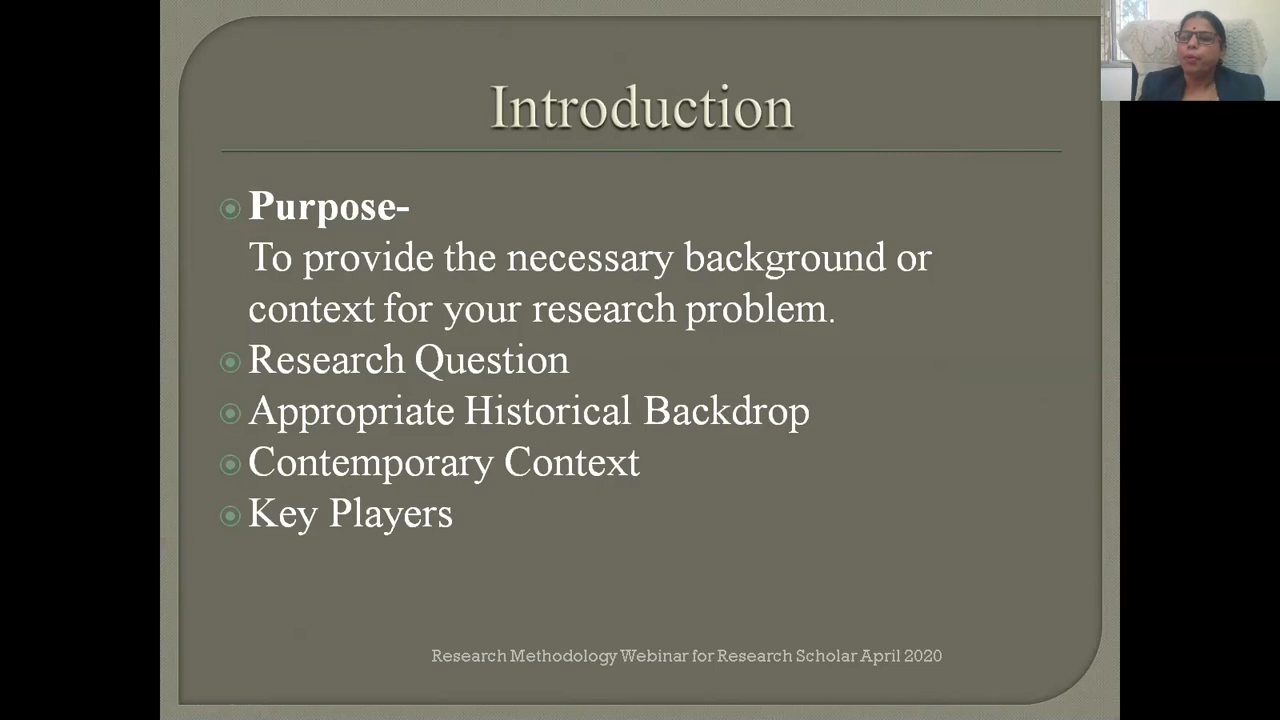 Introduction
Purpose-
To provide the necessary background or
context for your research problem.
Research Question
Appropriate Historical Backdrop
Contemporary Context
Key Players
Research Methodology Webinar for Research Scholar April 2020